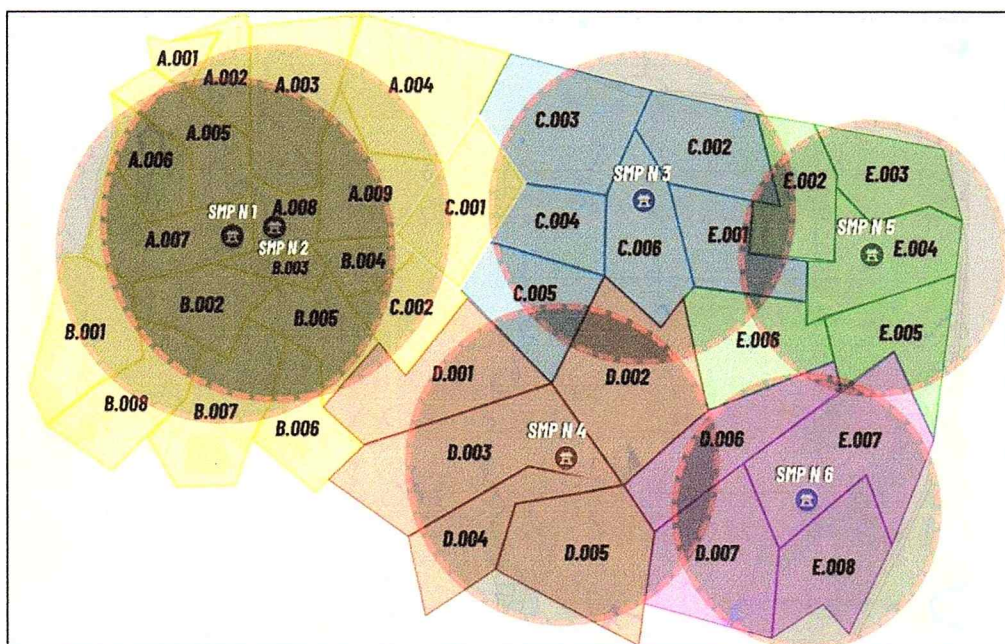 A.001
A.002
A.003
A.004
A.005
A.006
A.009
SMP N 1
A.008
A.007
SMP N 2
B.003
B.004
B.002
B.005
B.001
B.008
B.007
B.006
C.001
C.002
C.003
C.002
SMP N 3
C.004
C.006
E.001
C.005
E.002
E.003
SMP N 5
E.004
E.006
E.005
D.001
D.002
D.003
SMP N 4
D.004
D.005
D.006
E.007
SMP N 6
D.007
E.008